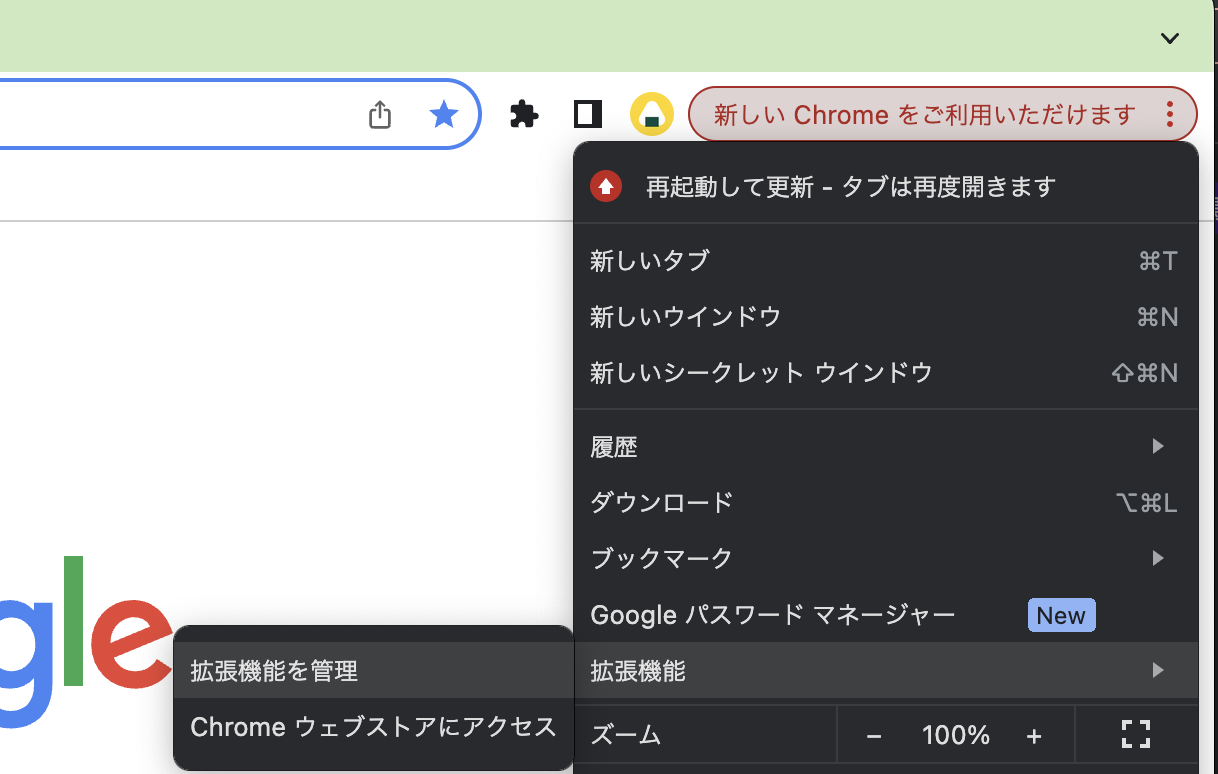 新しい Chrome をご利用いただけます
再起動して更新 - タブは再度開きます
新しいタブ ⌘T
新しいウインドウ ⌘N
新しいシークレット ウインドウ ⇧⌘N
履歴
ダウンロード ⌥⌘L
ブックマーク
Google パスワード マネージャー New
gle
拡張機能を管理
拡張機能
Chrome ウェブストアにアクセス
ズーム − 100% +